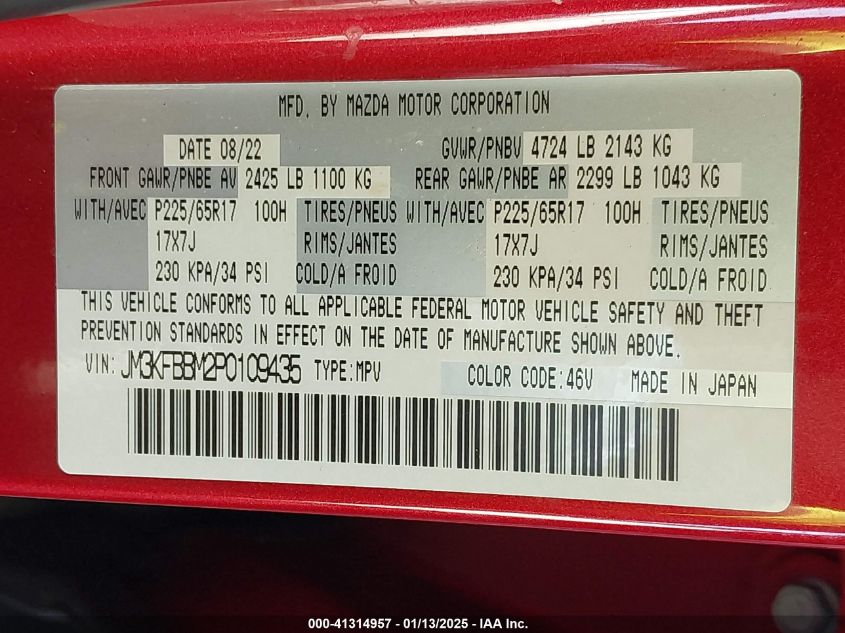 MFD. BY MAZDA MOTOR CORPORATION
DATE 08/22 GVWR/PNBV 4724 LB 2143 KG
FRONT GAWR/PNBE AV 2425 LB 1100 KG REAR GAWR/PNBE AR 2299 LB 1043 KG
WITH/AVEC P225/65R17 100H TIRES/PNEUS WITH/AVEC P225/65R17 100H TIRES/PNEUS
17X7J RIMS/JANTES 17X7J RIMS/JANTES
230 KPA/34 PSI COLD/A FROID 230 KPA/34 PSI COLD/A FROID
THIS VEHICLE CONFORMS TO ALL APPLICABLE FEDERAL MOTOR VEHICLE SAFETY AND THEFT
PREVENTION STANDARDS IN EFFECT ON THE DATE OF MANUFACTURE SHOWN ABOVE.
VIN: JM3KFBBM2P0109435 TYPE:MPV COLOR CODE:46V MADE IN JAPAN
000-41314957 — 01/13/2025 — IAA Inc.